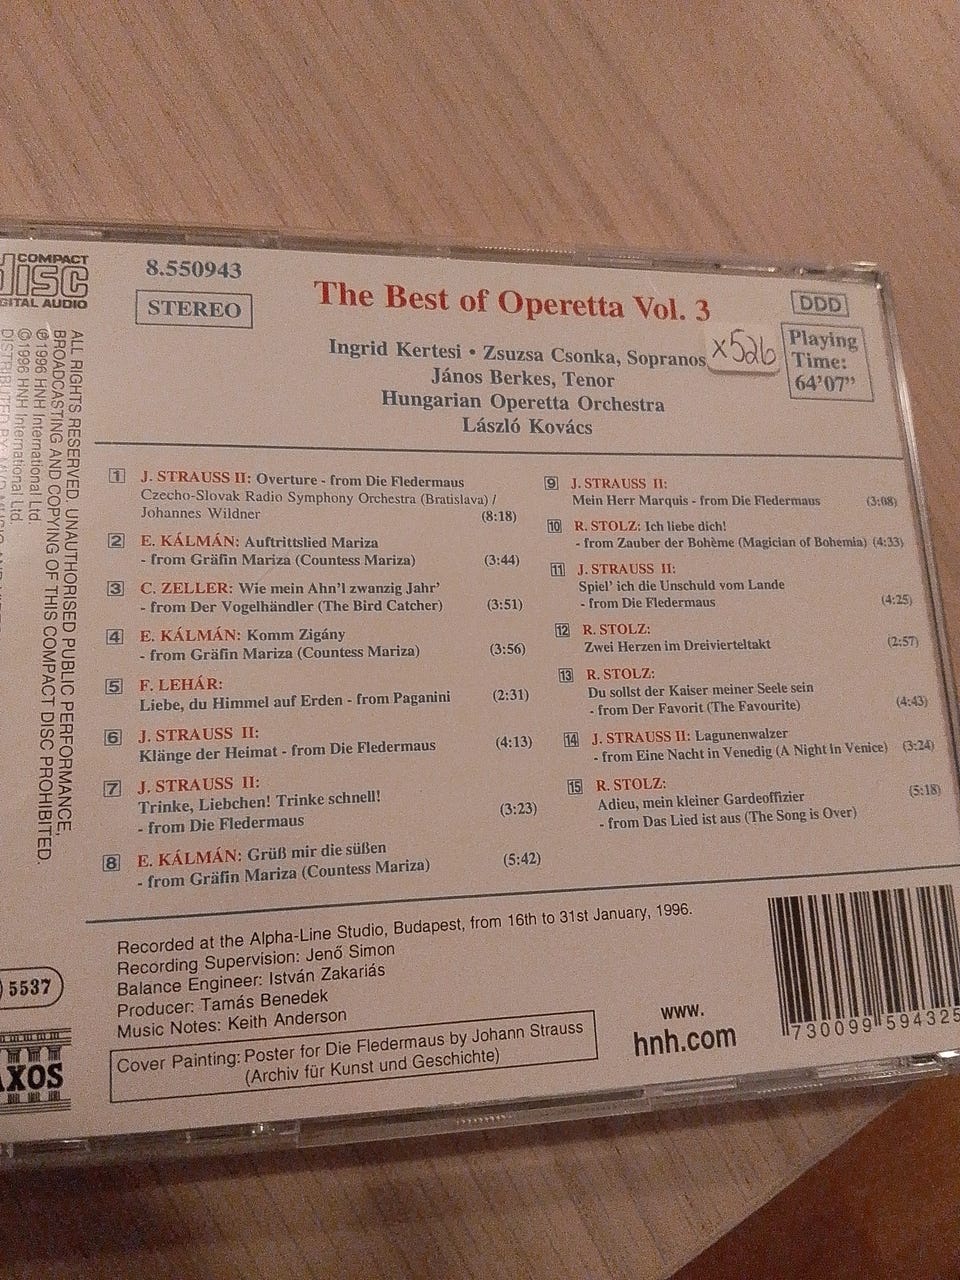 COMPACT
disc
DIGITAL AUDIO
8.550943
STEREO
The Best of Operetta Vol. 3
DDD
Ingrid Kertesi • Zsuzsa Csonka, Sopranos
János Berkes, Tenor
Hungarian Operetta Orchestra
László Kovács
x526
Playing
Time:
64'07"
1 J. STRAUSS II: Overture - from Die Fledermaus
Czecho-Slovak Radio Symphony Orchestra (Bratislava) /
Johannes Wildner (8:18)
2 E. KÁLMÁN: Auftrittslied Mariza
- from Gräfin Mariza (Countess Mariza) (3:44)
3 C. ZELLER: Wie mein Ahn'l zwanzig Jahr'
- from Der Vogelhändler (The Bird Catcher) (3:51)
4 E. KÁLMÁN: Komm Zigány
- from Gräfin Mariza (Countess Mariza) (3:56)
5 F. LEHÁR:
Liebe, du Himmel auf Erden - from Paganini (2:31)
6 J. STRAUSS II:
Klänge der Heimat - from Die Fledermaus (4:13)
7 J. STRAUSS II:
Trinke, Liebchen! Trinke schnell!
- from Die Fledermaus (3:23)
8 E. KÁLMÁN: Grüß mir die süßen
- from Gräfin Mariza (Countess Mariza) (5:42)
9 J. STRAUSS II:
Mein Herr Marquis - from Die Fledermaus (3:08)
10 R. STOLZ: Ich liebe dich!
- from Zauber der Bohème (Magician of Bohemia) (4:33)
11 J. STRAUSS II:
Spiel' ich die Unschuld vom Lande
- from Die Fledermaus (4:25)
12 R. STOLZ:
Zwei Herzen im Dreivierteltakt (2:57)
13 R. STOLZ:
Du sollst der Kaiser meiner Seele sein
- from Der Favorit (The Favourite) (4:43)
14 J. STRAUSS II: Lagunenwalzer
- from Eine Nacht in Venedig (A Night In Venice) (3:24)
15 R. STOLZ:
Adieu, mein kleiner Gardeoffizier (5:18)
- from Das Lied ist aus (The Song is Over)
Recorded at the Alpha-Line Studio, Budapest, from 16th to 31st January, 1996.
Recording Supervision: Jenő Simon
Balance Engineer: István Zakariás
Producer: Tamás Benedek
Music Notes: Keith Anderson
Cover Painting: Poster for Die Fledermaus by Johann Strauss
(Archiv für Kunst und Geschichte)
www.
hnh.com
730099 594325
ALL RIGHTS RESERVED. UNAUTHORISED PUBLIC PERFORMANCE,
BROADCASTING AND COPYING OF THIS COMPACT DISC PROHIBITED.
℗ 1996 HNH International Ltd.
© 1996 HNH International Ltd.
DISTRIBUTED BY
5537
AXOS